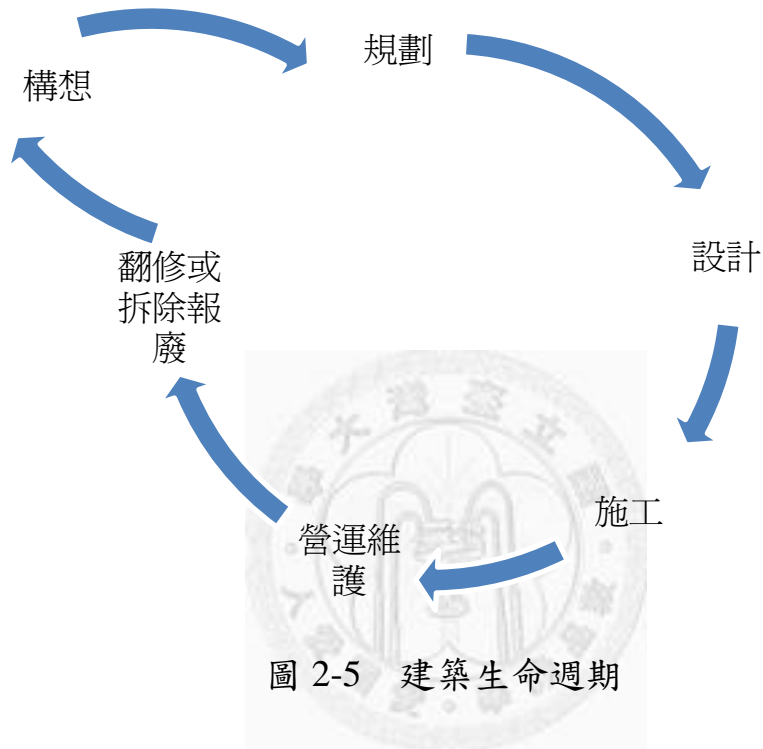 規劃
構想
設計
翻修或
拆除報
廢
施工
營運維
護
圖 2-5 建築生命週期